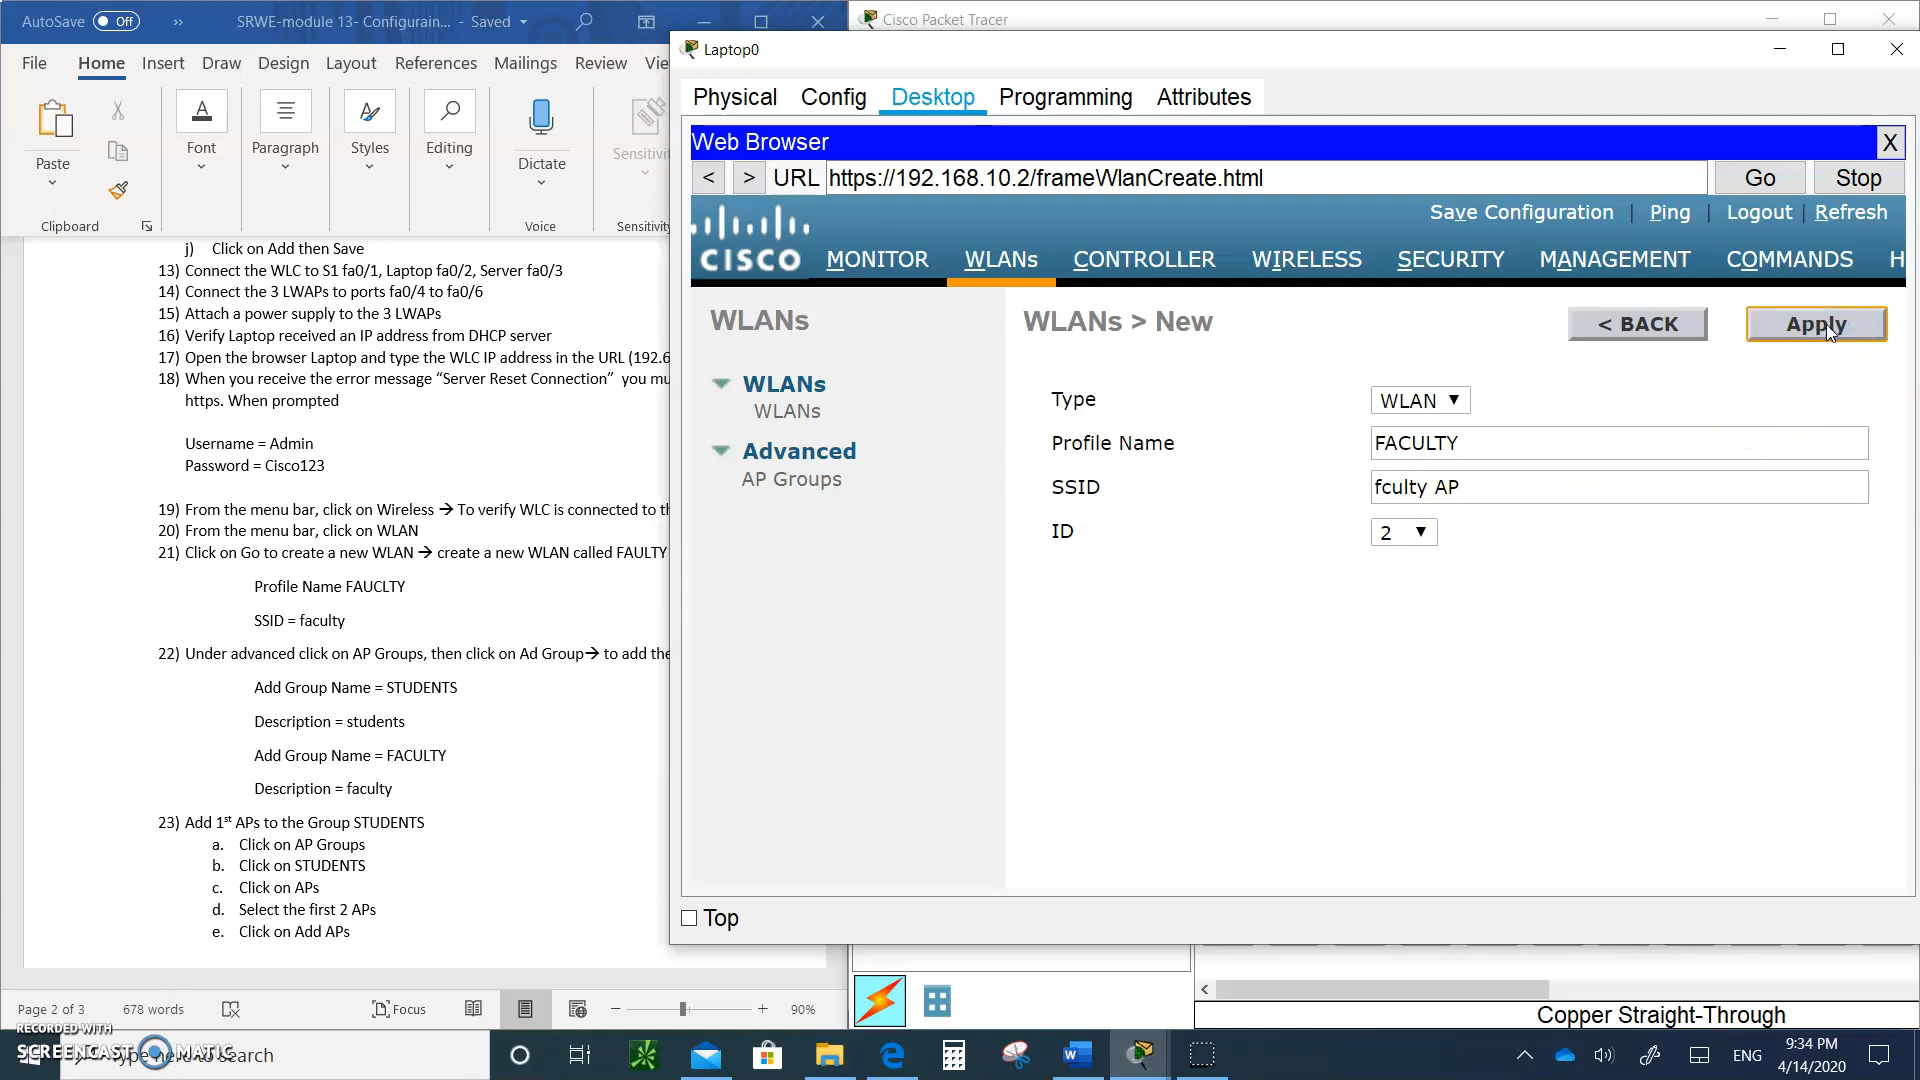 AutoSave Off SRWE-module 13- Configurain... - Saved
File Home Insert Draw Design Layout References Mailings Review Vie
Paste Font Paragraph Styles Editing Dictate Sensitivi
Clipboard Voice Sensitivity
j) Click on Add then Save
13) Connect the WLC to S1 fa0/1, Laptop fa0/2, Server fa0/3
14) Connect the 3 LWAPs to ports fa0/4 to fa0/6
15) Attach a power supply to the 3 LWAPs
16) Verify Laptop received an IP address from DHCP server
17) Open the browser Laptop and type the WLC IP address in the URL (192.6
18) When you receive the error message “Server Reset Connection” you mu
https. When prompted
Username = Admin
Password = Cisco123
19) From the menu bar, click on Wireless → To verify WLC is connected to th
20) From the menu bar, click on WLAN
21) Click on Go to create a new WLAN → create a new WLAN called FAULTY
Profile Name FAUCLTY
SSID = faculty
22) Under advanced click on AP Groups, then click on Ad Group→ to add the
Add Group Name = STUDENTS
Description = students
Add Group Name = FACULTY
Description = faculty
23) Add 1st APs to the Group STUDENTS
a. Click on AP Groups
b. Click on STUDENTS
c. Click on APs
d. Select the first 2 APs
e. Click on Add APs
Page 2 of 3 678 words Focus 90%
Cisco Packet Tracer
Laptop0
Physical Config Desktop Programming Attributes
Web Browser X
< > URL https://192.168.10.2/frameWlanCreate.html Go Stop
Save Configuration | Ping | Logout | Refresh
CISCO MONITOR WLANs CONTROLLER WIRELESS SECURITY MANAGEMENT COMMANDS H
WLANs
WLANs
WLANs
Advanced
AP Groups
WLANs > New < BACK Apply
Type WLAN
Profile Name FACULTY
SSID fculty AP
ID 2
Top
Copper Straight-Through
RECORDED WITH
SCREENCAST MATIC
Type here to search
ENG 9:34 PM
4/14/2020